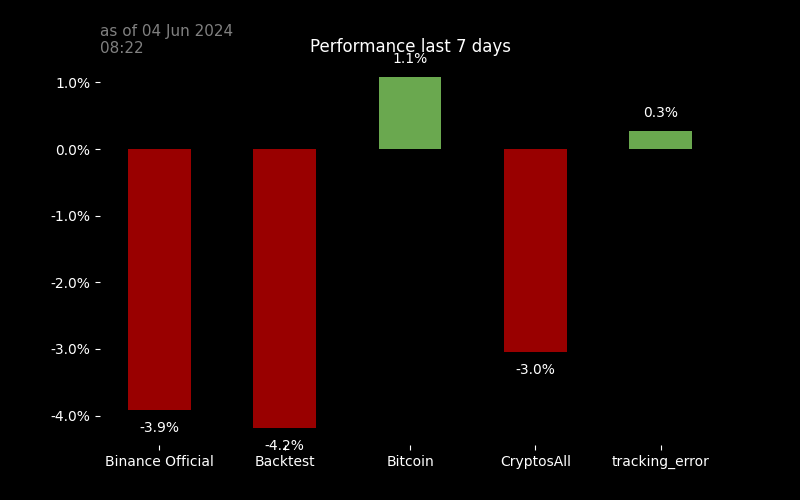 as of 04 Jun 2024
08:22
Performance last 7 days
1.1%
1.0%
0.3%
0.0%
-1.0%
-2.0%
-3.0%
-3.0%
-4.0%
-3.9%
-4.2%
Binance Official
Backtest
Bitcoin
CryptosAll
tracking_error